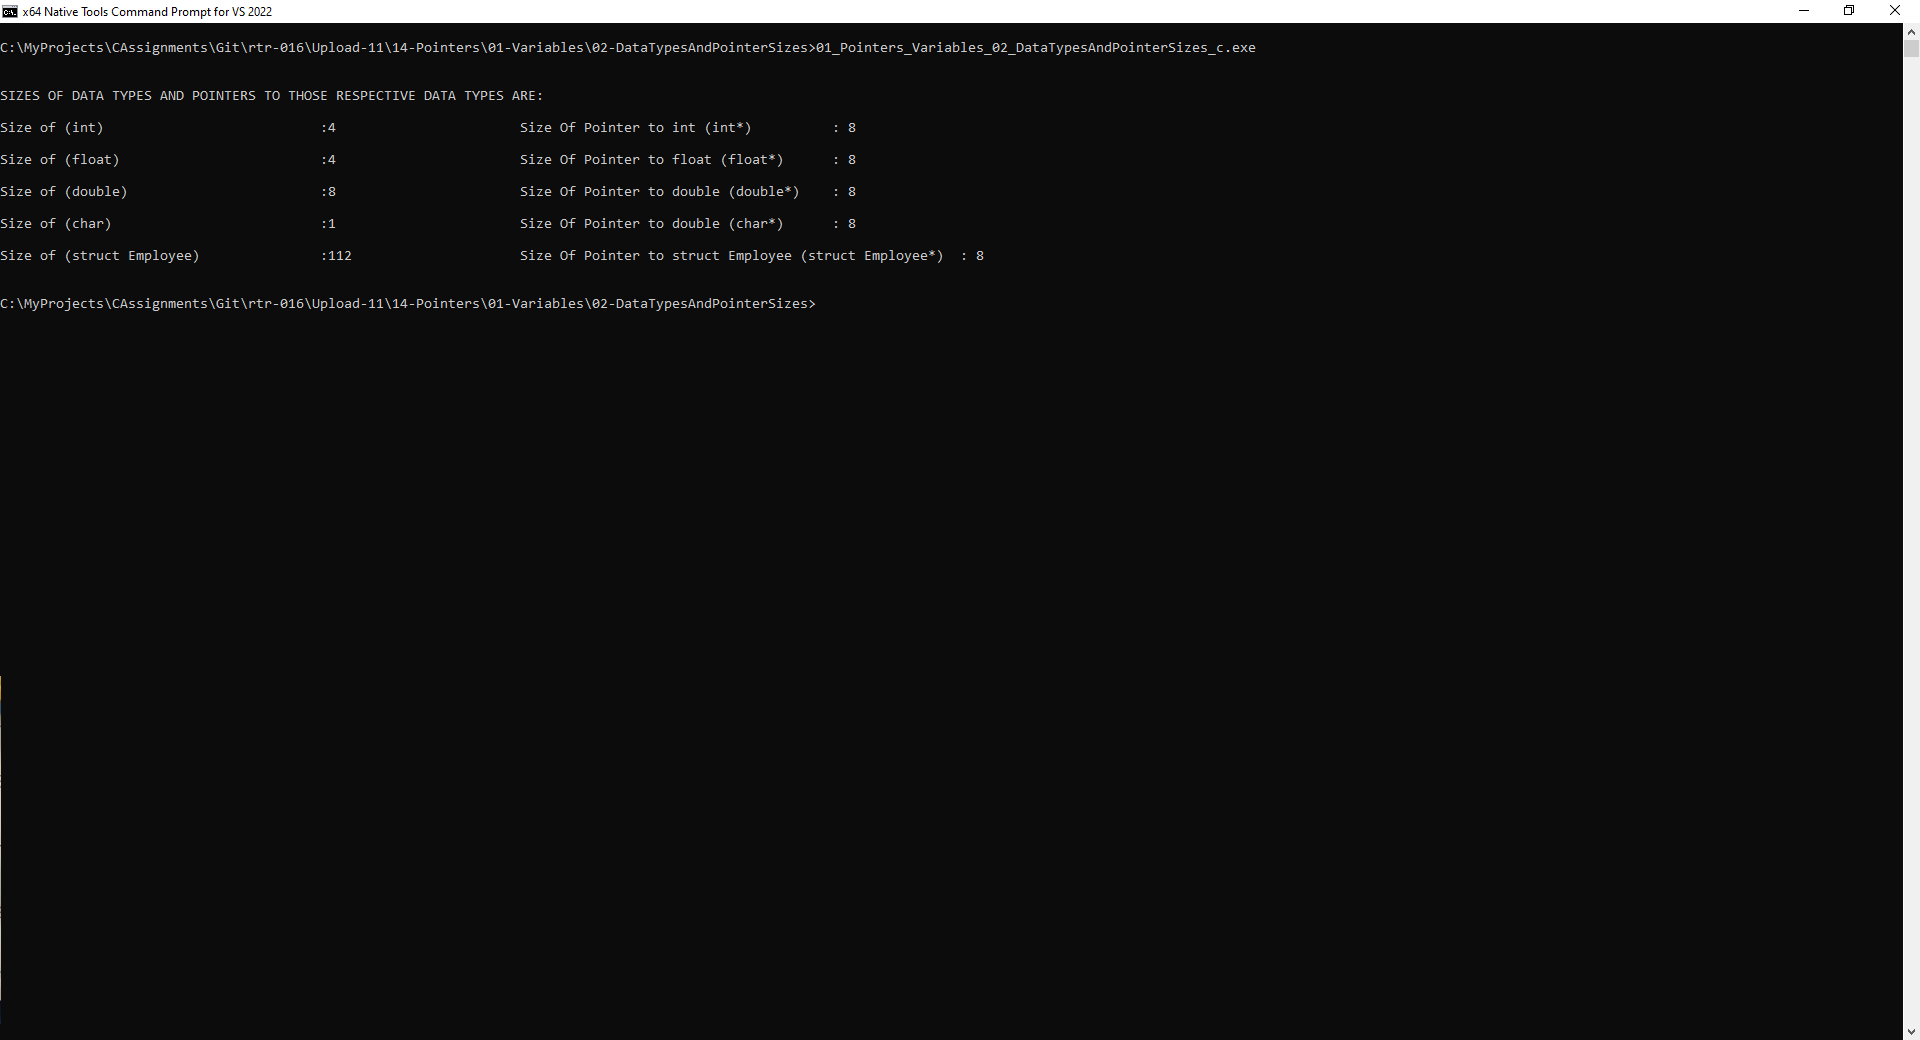 x64 Native Tools Command Prompt for VS 2022
C:\MyProjects\CAssignments\Git\rtr-016\Upload-11\14-Pointers\01-Variables\02-DataTypesAndPointerSizes>01_Pointers_Variables_02_DataTypesAndPointerSizes_c.exe
SIZES OF DATA TYPES AND POINTERS TO THOSE RESPECTIVE DATA TYPES ARE:
Size of (int) :4 Size Of Pointer to int (int*) : 8
Size of (float) :4 Size Of Pointer to float (float*) : 8
Size of (double) :8 Size Of Pointer to double (double*) : 8
Size of (char) :1 Size Of Pointer to double (char*) : 8
Size of (struct Employee) :112 Size Of Pointer to struct Employee (struct Employee*) : 8
C:\MyProjects\CAssignments\Git\rtr-016\Upload-11\14-Pointers\01-Variables\02-DataTypesAndPointerSizes>